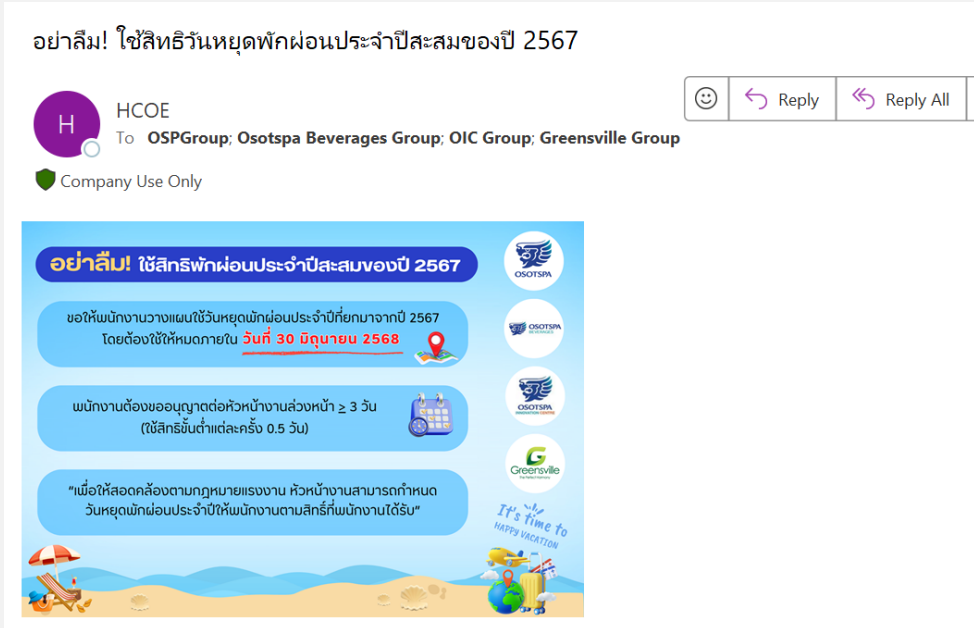 อย่าลืม! ใช้สิทธิวันหยุดพักผ่อนประจำปีสะสมของปี 2567
H
HCOE
To OSPGroup; Osotspa Beverages Group; OIC Group; Greensville Group
Reply
Reply All
Company Use Only
อย่าลืม! ใช้สิทธิพักผ่อนประจำปีสะสมของปี 2567
ขอให้พนักงานวางแผนใช้วันหยุดพักผ่อนประจำปีที่ยกมาจากปี 2567
โดยต้องใช้ให้หมดภายใน วันที่ 30 มิถุนายน 2568
พนักงานต้องขออนุญาตต่อหัวหน้างานล่วงหน้า ≥ 3 วัน
(ใช้สิทธิขั้นต่ำแต่ละครั้ง 0.5 วัน)
“เพื่อให้สอดคล้องตามกฎหมายแรงงาน หัวหน้างานสามารถกำหนด
วันหยุดพักผ่อนประจำปีให้พนักงานตามสิทธิ์ที่พนักงานได้รับ”
OSOTSPA
OSOTSPA
BEVERAGES
OSOTSPA
INNOVATION CENTRE
Greensville
It's time to
HAPPY VACATION